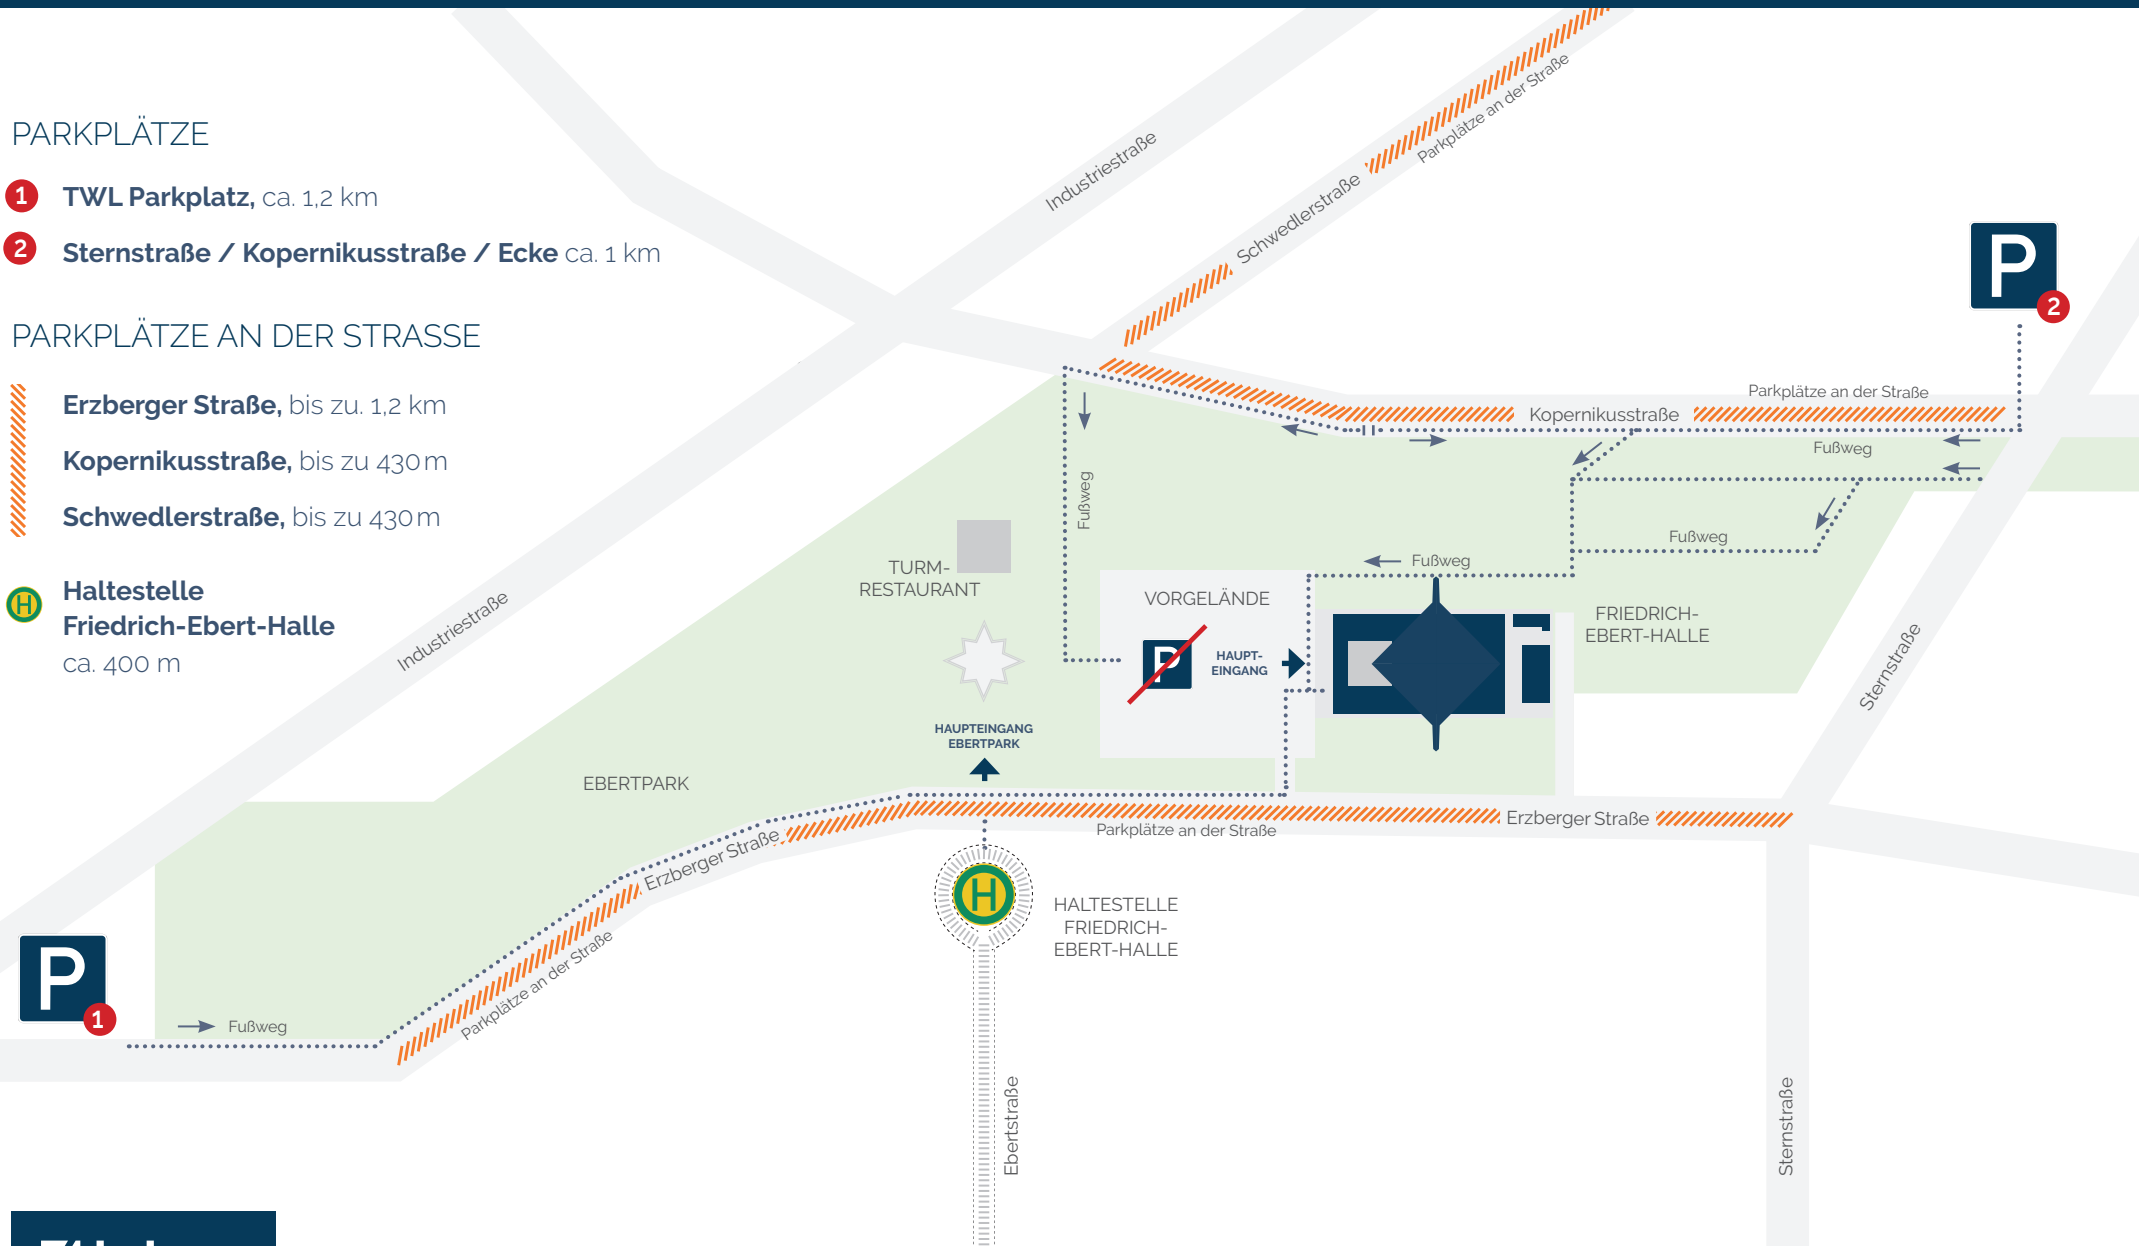 PARKPLÄTZE
1 TWL Parkplatz, ca. 1,2 km
2 Sternstraße / Kopernikusstraße / Ecke ca. 1 km
PARKPLÄTZE AN DER STRASSE
Erzberger Straße, bis zu. 1,2 km
Kopernikusstraße, bis zu 430 m
Schwedlerstraße, bis zu 430 m
H Haltestelle
Friedrich-Ebert-Halle
ca. 400 m
Industriestraße
Industriestraße
Schwedlerstraße
Parkplätze an der Straße
P
2
Parkplätze an der Straße
Kopernikusstraße
Fußweg
Fußweg
Fußweg
Fußweg
TURM-
RESTAURANT
VORGELÄNDE
P
HAUPT-
EINGANG
FRIEDRICH-
EBERT-HALLE
Sternstraße
HAUPTEINGANG
EBERTPARK
EBERTPARK
Erzberger Straße
Parkplätze an der Straße
Erzberger Straße
Parkplätze an der Straße
H
HALTESTELLE
FRIEDRICH-
EBERT-HALLE
P
1
Fußweg
Ebertstraße
Sternstraße